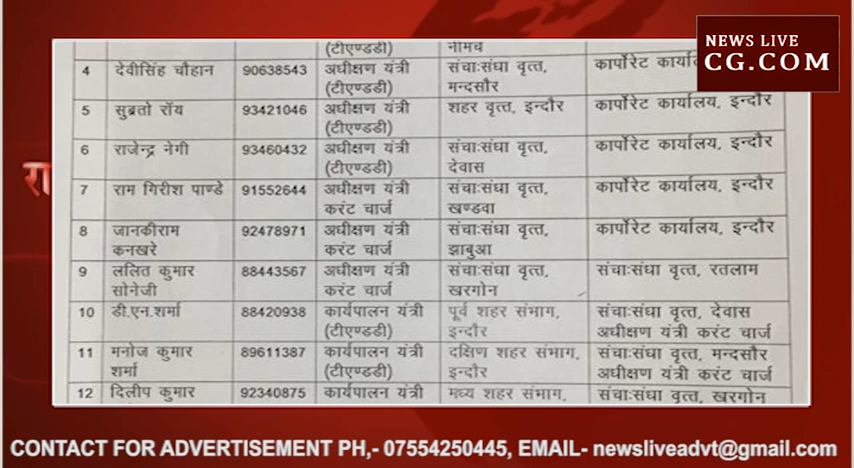 NEWS LIVE
CG.COM
(टीएण्डडी) नीमच
4 देवीसिंह चौहान 90638543 अधीक्षण यंत्री संचाःसंधा वृत्त, कार्पोरेट
(टीएण्डडी) मन्दसौर
5 सुब्रतो रॉय 93421046 अधीक्षण यंत्री शहर वृत्त, इन्दौर कार्पोरेट कार्यालय, इन्दौर
(टीएण्डडी)
6 राजेन्द्र नेगी 93460432 अधीक्षण यंत्री संचाःसंधा वृत्त, कार्पोरेट कार्यालय, इन्दौर
(टीएण्डडी) देवास
7 राम गिरीश पाण्डे 91552644 अधीक्षण यंत्री संचाःसंधा वृत्त, कार्पोरेट कार्यालय, इन्दौर
करंट चार्ज खण्डवा
8 जानकीराम 92478971 अधीक्षण यंत्री संचाःसंधा वृत्त, कार्पोरेट कार्यालय, इन्दौर
कनखरे करंट चार्ज झाबुआ
9 ललित कुमार 88443567 अधीक्षण यंत्री संचाःसंधा वृत्त, संचाःसंधा वृत्त, रतलाम
सोनेजी करंट चार्ज खरगोन
10 डी.एन.शर्मा 88420938 कार्यपालन यंत्री पूर्व शहर संभाग, संचाःसंधा वृत्त, देवास
(टीएण्डडी) इन्दौर अधीक्षण यंत्री करंट चार्ज
11 मनोज कुमार 89611387 कार्यपालन यंत्री दक्षिण शहर संभाग, संचाःसंधा वृत्त, मन्दसौर
शर्मा (टीएण्डडी) इन्दौर अधीक्षण यंत्री करंट चार्ज
12 दिलीप कुमार 92340875 कार्यपालन यंत्री मध्य शहर संभाग, संचाःसंधा वृत्त, खरगोन
CONTACT FOR ADVERTISEMENT PH,- 07554250445, EMAIL- newsliveadvt@gmail.com